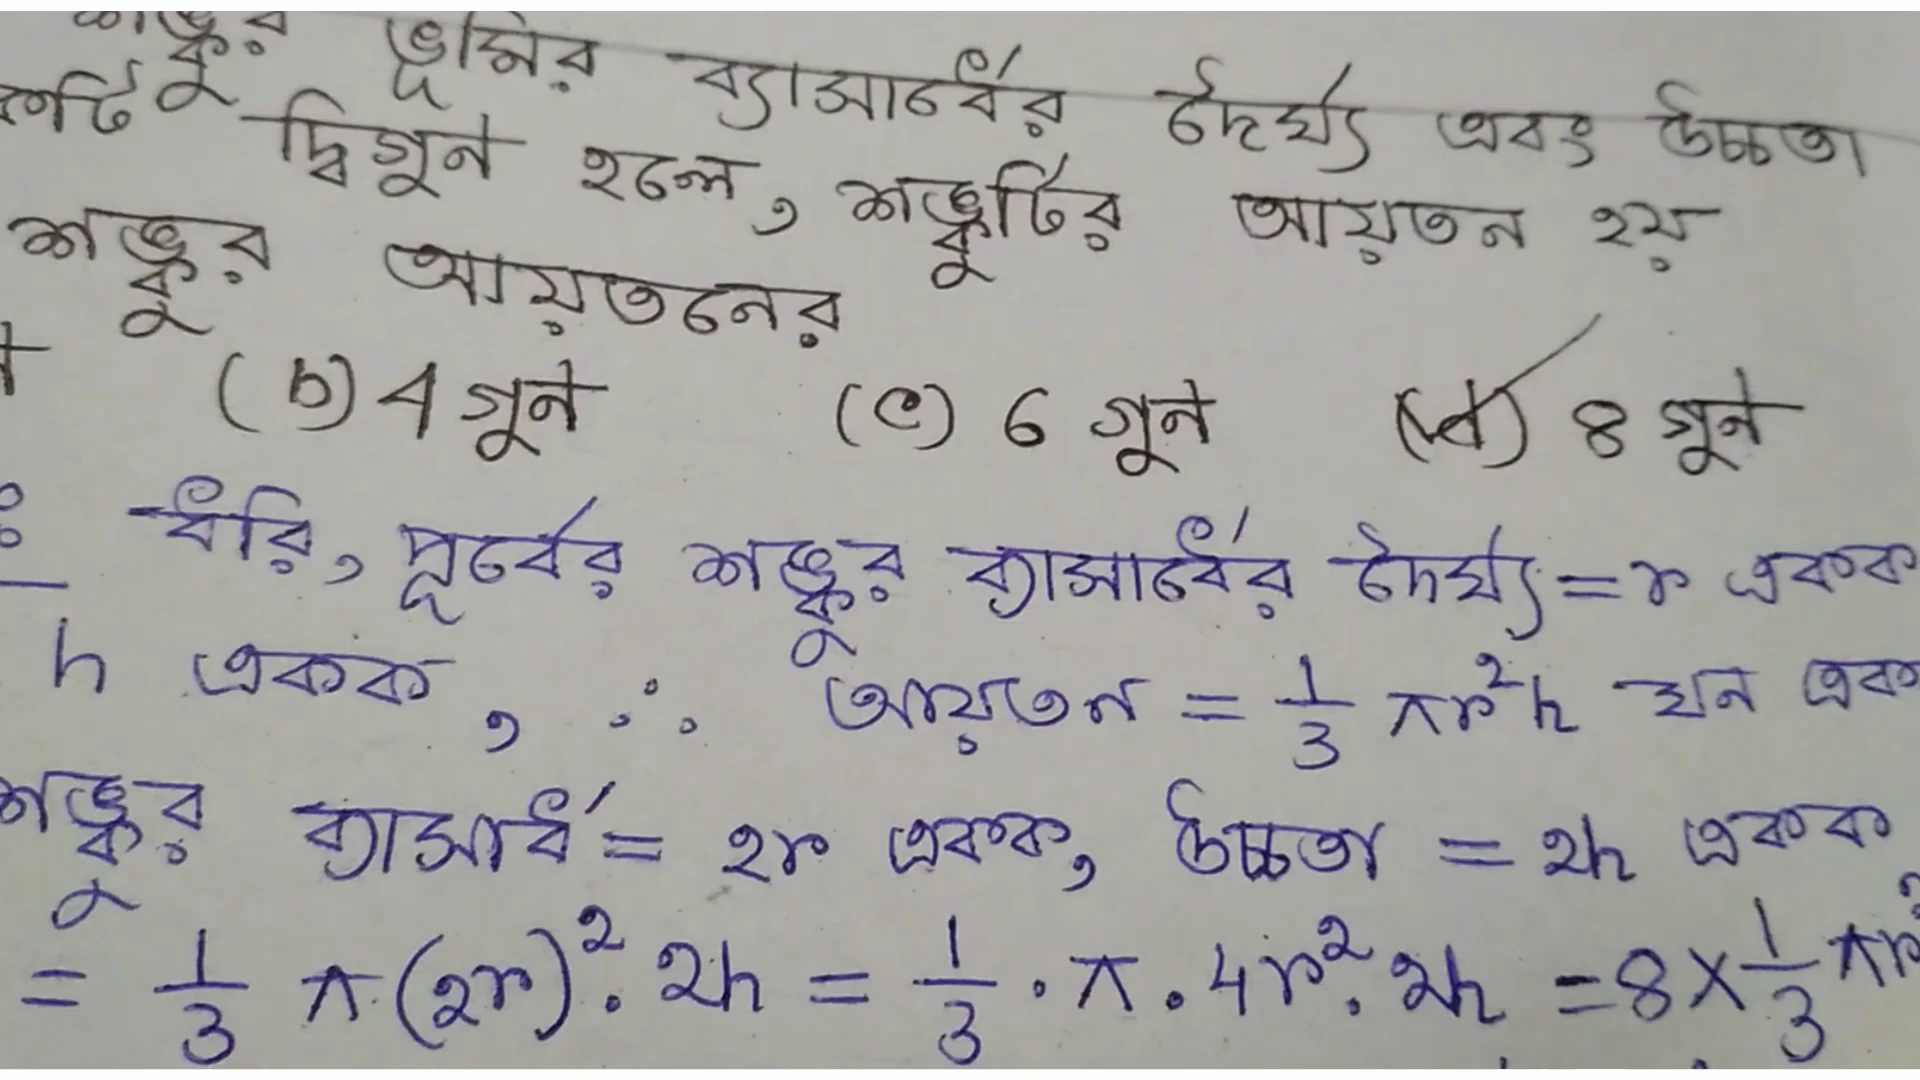 শঙ্কুর ভূমির ব্যাসার্ধের দৈর্ঘ্য এবং উচ্চতা
দ্বিগুন হলে, শঙ্কুটির আয়তন হয়
শঙ্কুর আয়তনের
(b) 4 গুন (c) 6 গুন (d) 8 গুন
ঃ ধরি, পূর্বের শঙ্কুর ব্যাসার্ধের দৈর্ঘ্য = r একক
h একক, ∴ আয়তন = 1/3 πr²h ঘন একক
শঙ্কুর ব্যাসার্ধ = 2r একক, উচ্চতা = 2h একক
= 1/3 π(2r)². 2h = 1/3 . π . 4r². 2h = 8 × 1/3 πr²